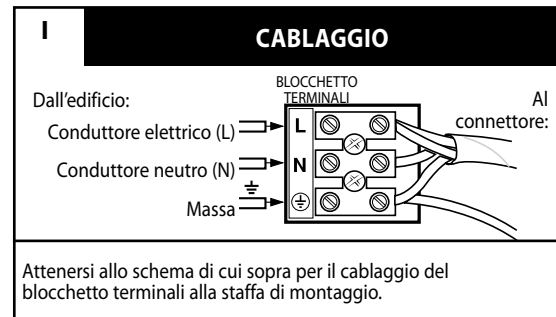 I
CABLAGGIO
Dall'edificio:
BLOCCHETTO
TERMINALI
Al
connettore:
Conduttore elettrico (L)
L
Conduttore neutro (N)
N
Massa
Attenersi allo schema di cui sopra per il cablaggio del
blocchetto terminali alla staffa di montaggio.